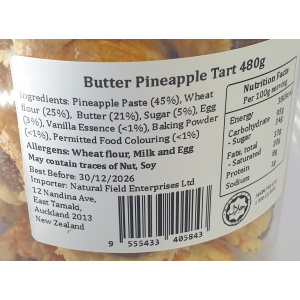 Butter Pineapple Tart 480g
Ingredients: Pineapple Paste (45%), Wheat
flour (25%), Butter (21%), Sugar (5%), Egg
(3%), Vanilla Essence (<1%), Baking Powder
(<1%), Permitted Food Colouring (<1%)
Allergens: Wheat flour, Milk and Egg
May contain traces of Nut, Soy
Best Before: 30/12/2026
Importer: Natural Field Enterprises Ltd
12 Nandina Ave,
East Tamaki,
Auckland 2013
New Zealand
9 555433 405843
Nutrition Facts
Per 100g serving
Energy
Carbohydrate
- Sugar
Fats, total
- Saturated
Protein
Sodium